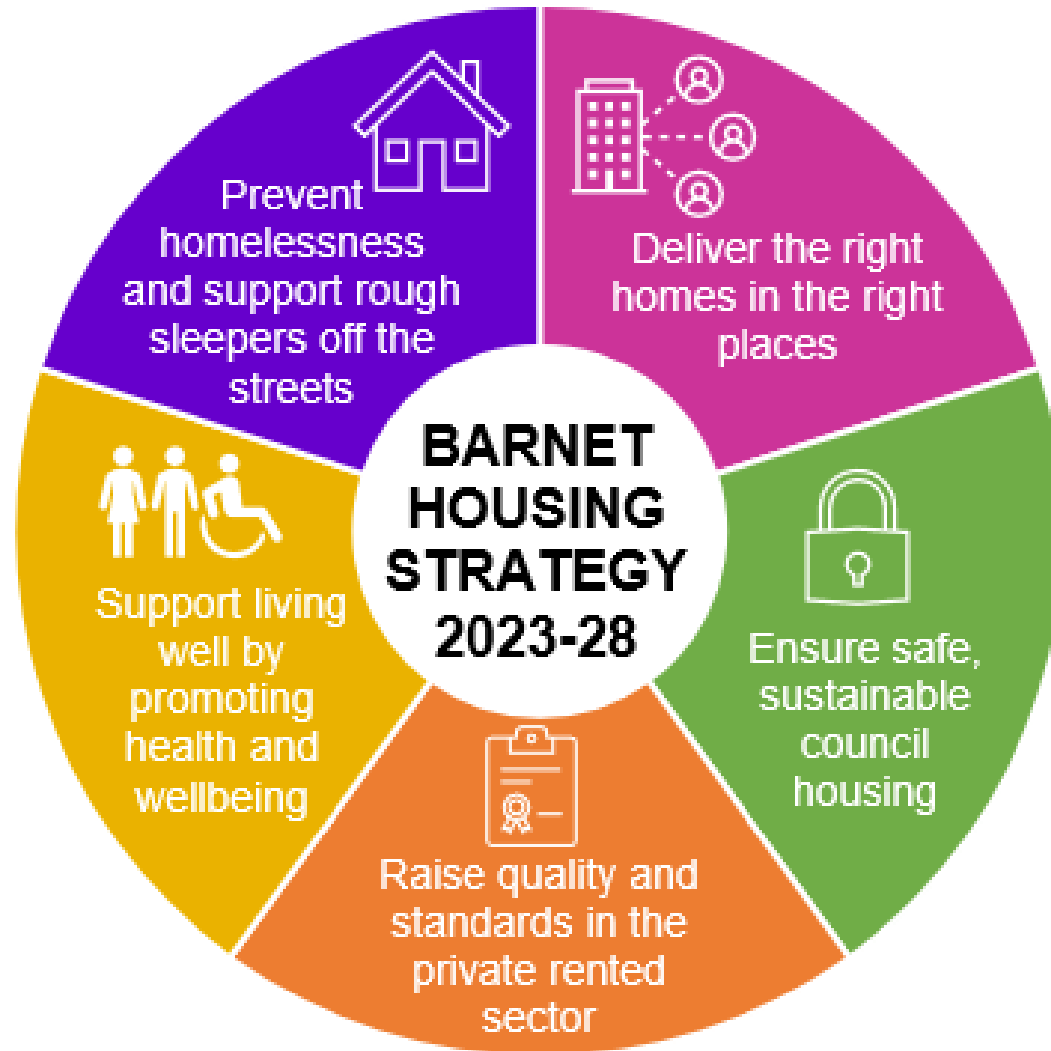 BARNET
HOUSING
STRATEGY
2023-28
Prevent
homelessness
and support rough
sleepers off the
streets
Deliver the right
homes in the right
places
Ensure safe,
sustainable
council
housing
Raise quality and
standards in the
private rented
sector
Support living
well by
promoting
health and
wellbeing